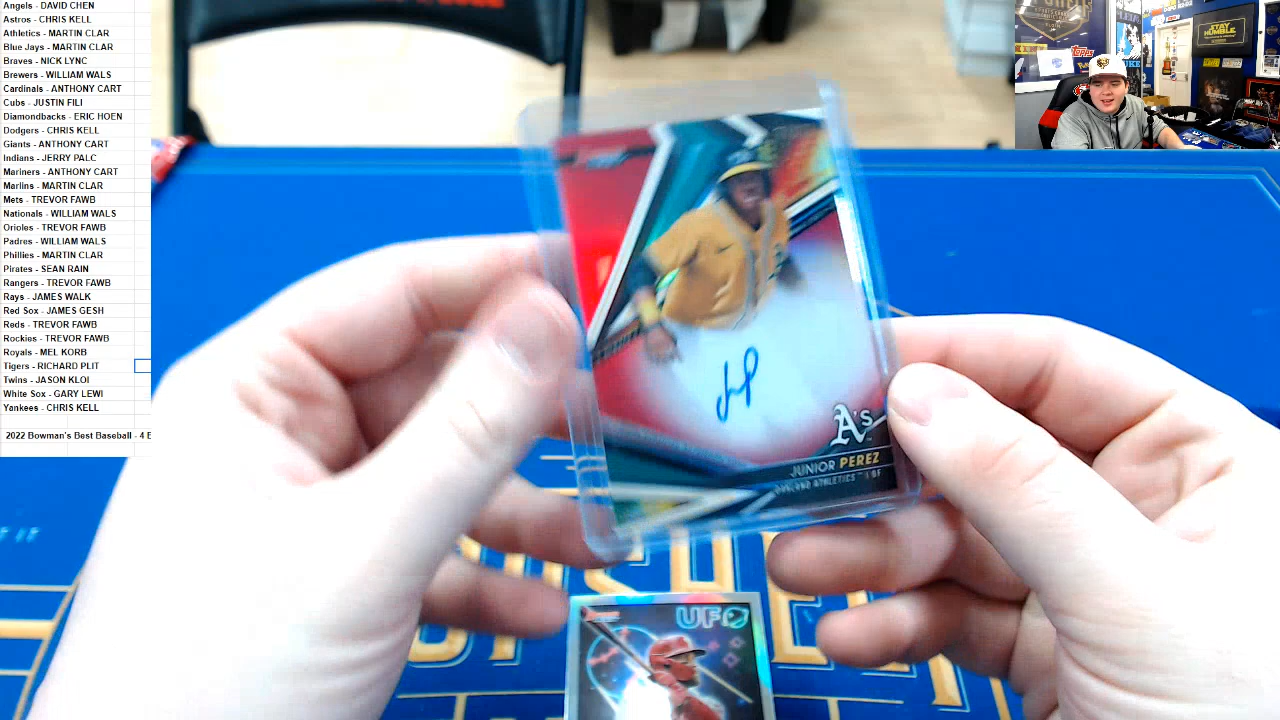 Angels - DAVID CHEN
Astros - CHRIS KELL
Athletics - MARTIN CLAR
Blue Jays - MARTIN CLAR
Braves - NICK LYNC
Brewers - WILLIAM WALS
Cardinals - ANTHONY CART
Cubs - JUSTIN FILI
Diamondbacks - ERIC HOEN
Dodgers - CHRIS KELL
Giants - ANTHONY CART
Indians - JERRY PALC
Mariners - ANTHONY CART
Marlins - MARTIN CLAR
Mets - TREVOR FAWB
Nationals - WILLIAM WALS
Orioles - TREVOR FAWB
Padres - WILLIAM WALS
Phillies - MARTIN CLAR
Pirates - SEAN RAIN
Rangers - TREVOR FAWB
Rays - JAMES WALK
Red Sox - JAMES GESH
Reds - TREVOR FAWB
Rockies - TREVOR FAWB
Royals - MEL KORB
Tigers - RICHARD PLIT
Twins - JASON KLOI
White Sox - GARY LEWI
Yankees - CHRIS KELL
2022 Bowman's Best Baseball - 4 B
STAY
HUMBLE
Topps
A's
JUNIOR PEREZ
OAKLAND ATHLETICS™ | OF
UFO